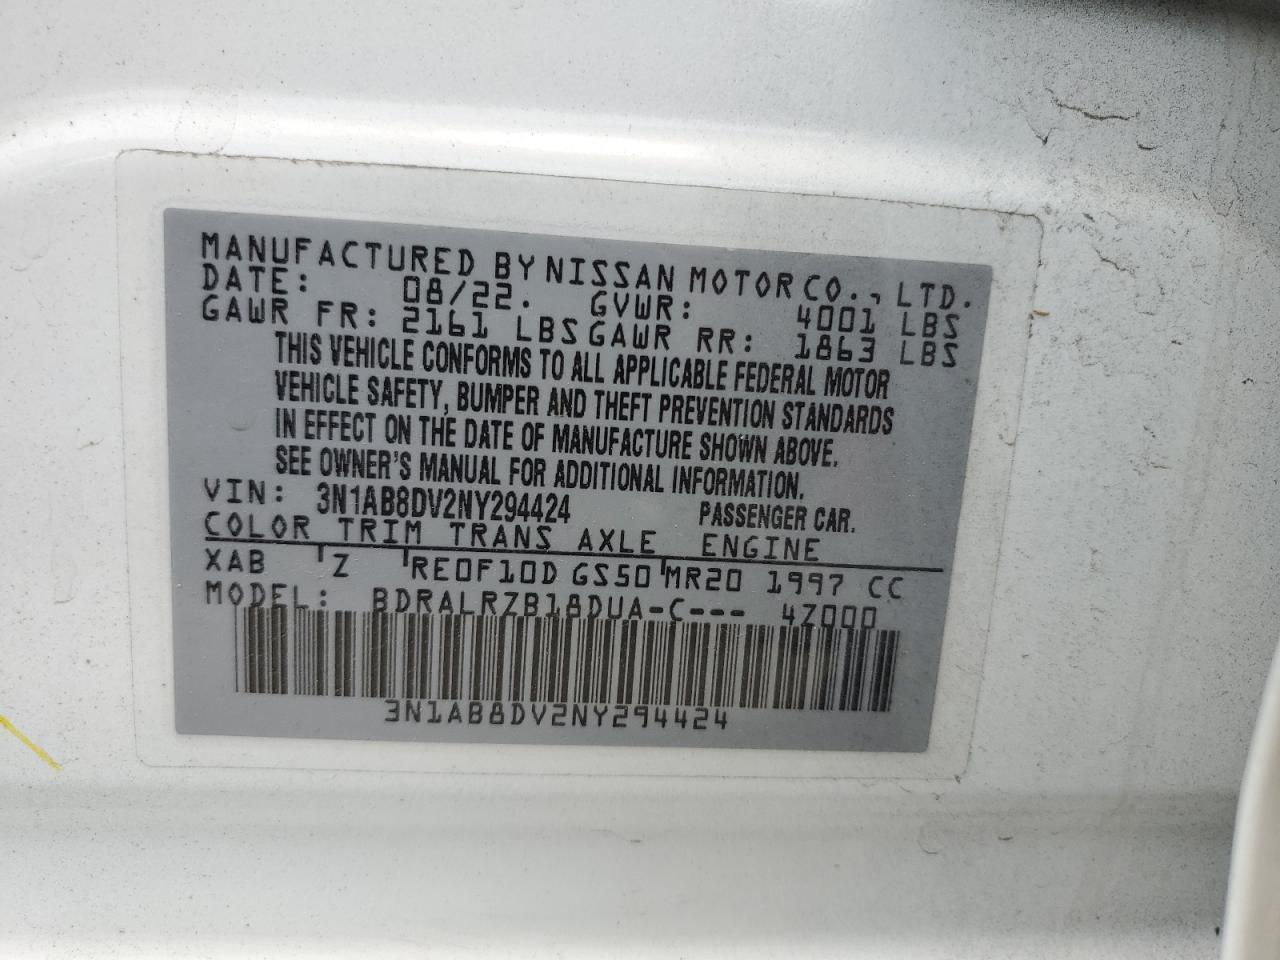 MANUFACTURED BY NISSAN MOTOR CO., LTD.
DATE: 08/22. GVWR: 4001 LBS
GAWR FR: 2161 LBS GAWR RR: 1863 LBS
THIS VEHICLE CONFORMS TO ALL APPLICABLE FEDERAL MOTOR
VEHICLE SAFETY, BUMPER AND THEFT PREVENTION STANDARDS
IN EFFECT ON THE DATE OF MANUFACTURE SHOWN ABOVE.
SEE OWNER'S MANUAL FOR ADDITIONAL INFORMATION.
VIN: 3N1AB8DV2NY294424 PASSENGER CAR.
COLOR TRIM TRANS AXLE ENGINE
XAB Z RE0F10D GS50 MR20 1997 CC
MODEL: BDRALRZB18DUA-C--- 4Z000
3N1AB8DV2NY294424